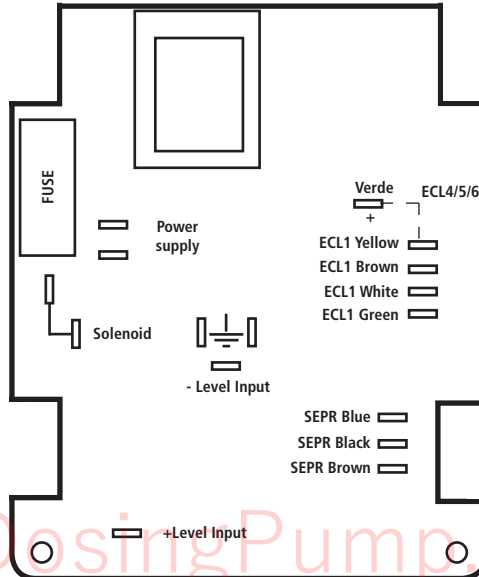 FUSE
Power
supply
Solenoid
- Level Input
Verde
+
ECL4/5/6
ECL1 Yellow
ECL1 Brown
ECL1 White
ECL1 Green
SEPR Blue
SEPR Black
SEPR Brown
+Level Input
DosingPump.